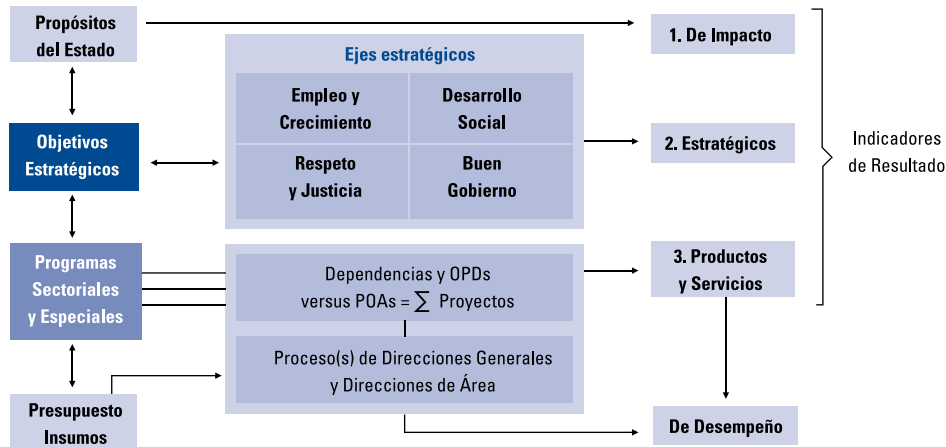 Propósitos
del Estado
1. De Impacto
Ejes estratégicos
Empleo y
Crecimiento
Desarrollo
Social
Respeto
y Justicia
Buen
Gobierno
Objetivos
Estratégicos
2. Estratégicos
Indicadores
de Resultado
Programas
Sectoriales
y Especiales
Dependencias y OPDs
versus POAs = ∑ Proyectos
3. Productos
y Servicios
Proceso(s) de Direcciones Generales
y Direcciones de Área
Presupuesto
Insumos
De Desempeño